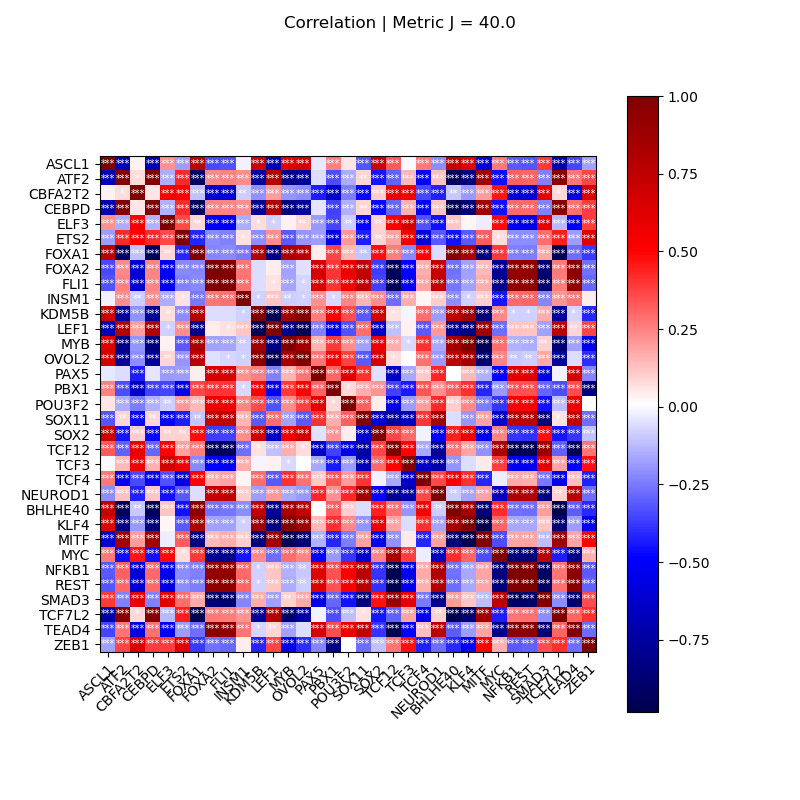 Correlation | Metric J = 40.0
ASCL1
ATF2
CBFA2T2
CEBPD
ELF3
ETS2
FOXA1
FOXA2
FLI1
INSM1
KDM5B
LEF1
MYB
OVOL2
PAX5
PBX1
POU3F2
SOX11
SOX2
TCF12
TCF3
TCF4
NEUROD1
BHLHE40
KLF4
MITF
MYC
NFKB1
REST
SMAD3
TCF7L2
TEAD4
ZEB1
ASCL1
ATF2
CBFA2T2
CEBPD
ELF3
ETS2
FOXA1
FOXA2
FLI1
INSM1
KDM5B
LEF1
MYB
OVOL2
PAX5
PBX1
POU3F2
SOX11
SOX2
TCF12
TCF3
TCF4
NEUROD1
BHLHE40
KLF4
MITF
MYC
NFKB1
REST
SMAD3
TCF7L2
TEAD4
ZEB1
1.00
0.75
0.50
0.25
0.00
−0.25
−0.50
−0.75